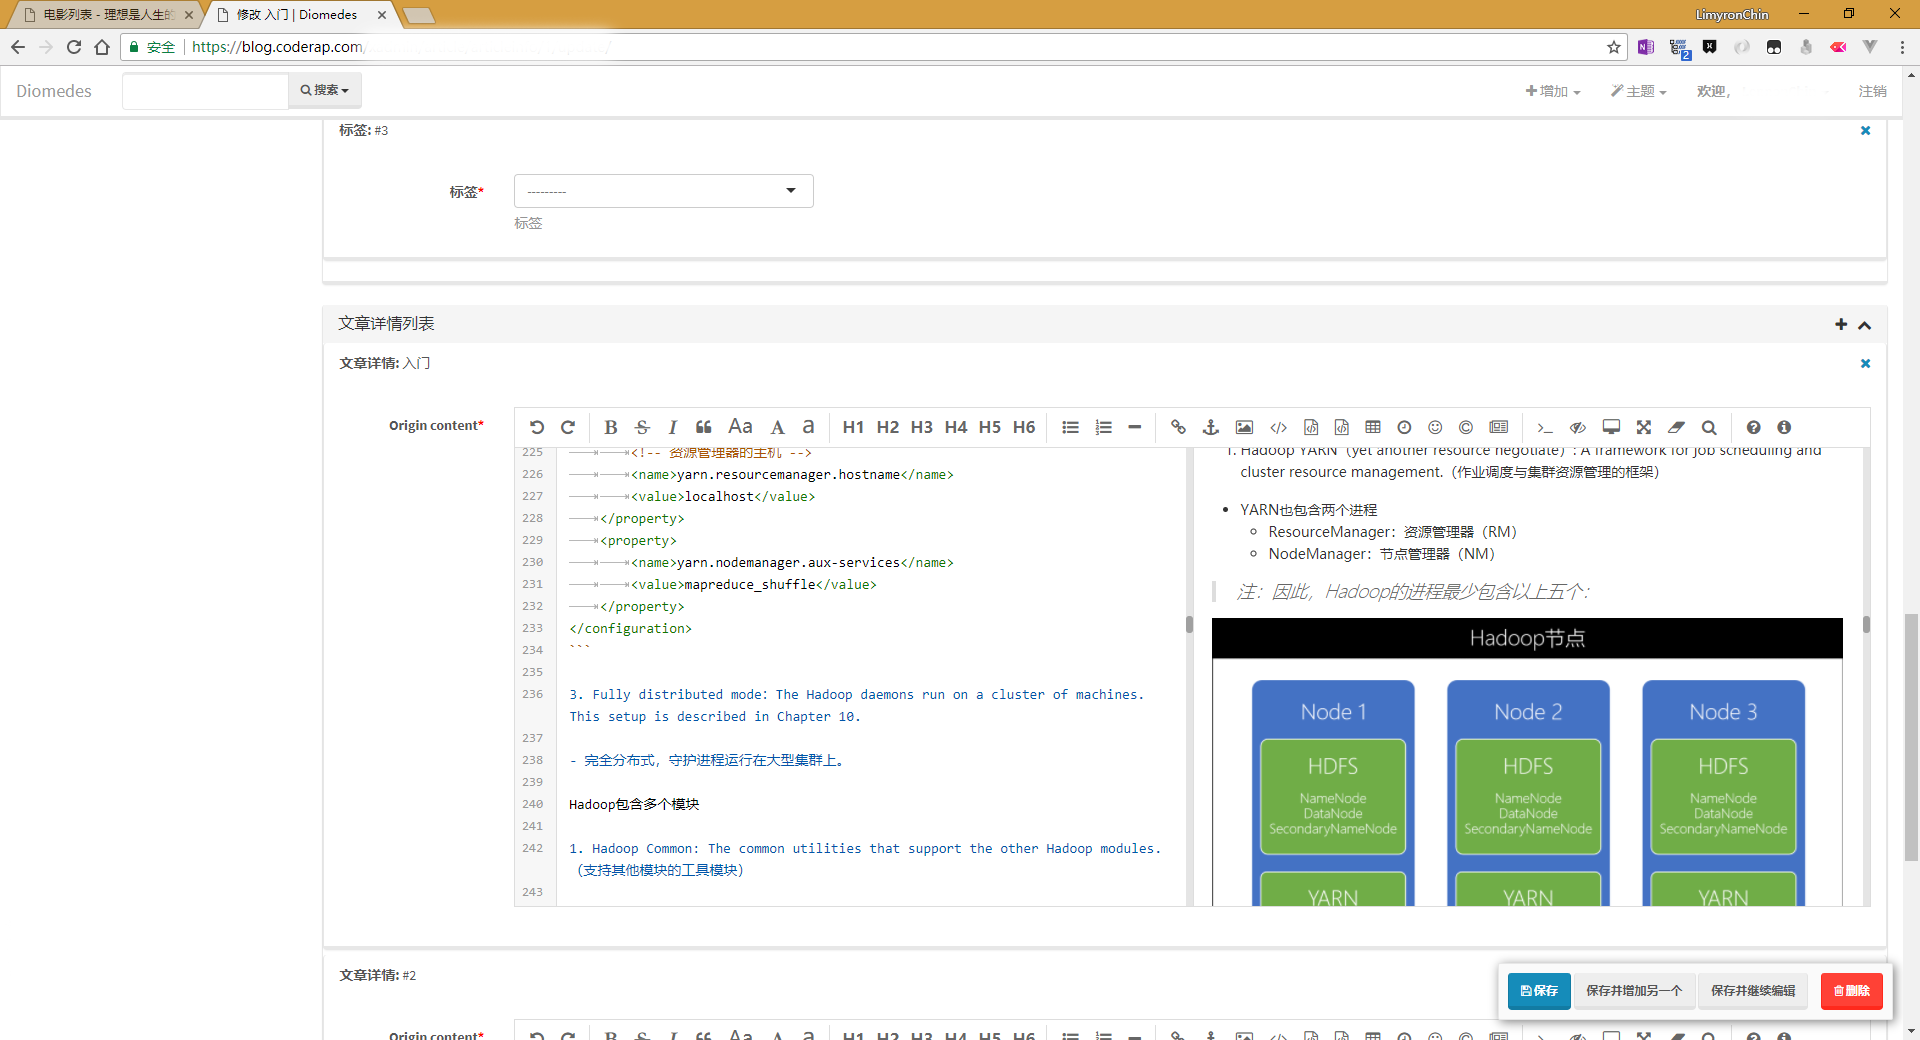 电影列表 - 理想是人生的
修改 入门 | Diomedes
LimyronChin
安全
https://blog.coderap.com/
2
Diomedes
搜索
增加
主题
欢迎,
注销
标签: #3
标签*
---------
标签
文章详情列表
文章详情: 入门
Origin content*
B S I Aa A a H1 H2 H3 H4 H5 H6
225 <!-- 资源管理器的主机 -->
226 <name>yarn.resourcemanager.hostname</name>
227 <value>localhost</value>
228 </property>
229 <property>
230 <name>yarn.nodemanager.aux-services</name>
231 <value>mapreduce_shuffle</value>
232 </property>
233 </configuration>
234 ```
235
236 3. Fully distributed mode: The Hadoop daemons run on a cluster of machines.
This setup is described in Chapter 10.
237
238 - 完全分布式，守护进程运行在大型集群上。
239
240 Hadoop包含多个模块
241
242 1. Hadoop Common: The common utilities that support the other Hadoop modules.
（支持其他模块的工具模块）
243
1. Hadoop YARN（yet another resource negotiate）: A framework for job scheduling and
cluster resource management.（作业调度与集群资源管理的框架）
YARN也包含两个进程
ResourceManager：资源管理器（RM）
NodeManager：节点管理器（NM）
注：因此，Hadoop的进程最少包含以上五个：
Hadoop节点
Node 1
HDFS
NameNode
DataNode
SecondaryNameNode
YARN
Node 2
HDFS
NameNode
DataNode
SecondaryNameNode
YARN
Node 3
HDFS
NameNode
DataNode
SecondaryNameNode
YARN
文章详情: #2
保存
保存并增加另一个
保存并继续编辑
删除
Origin content*
B S I Aa A a H1 H2 H3 H4 H5 H6